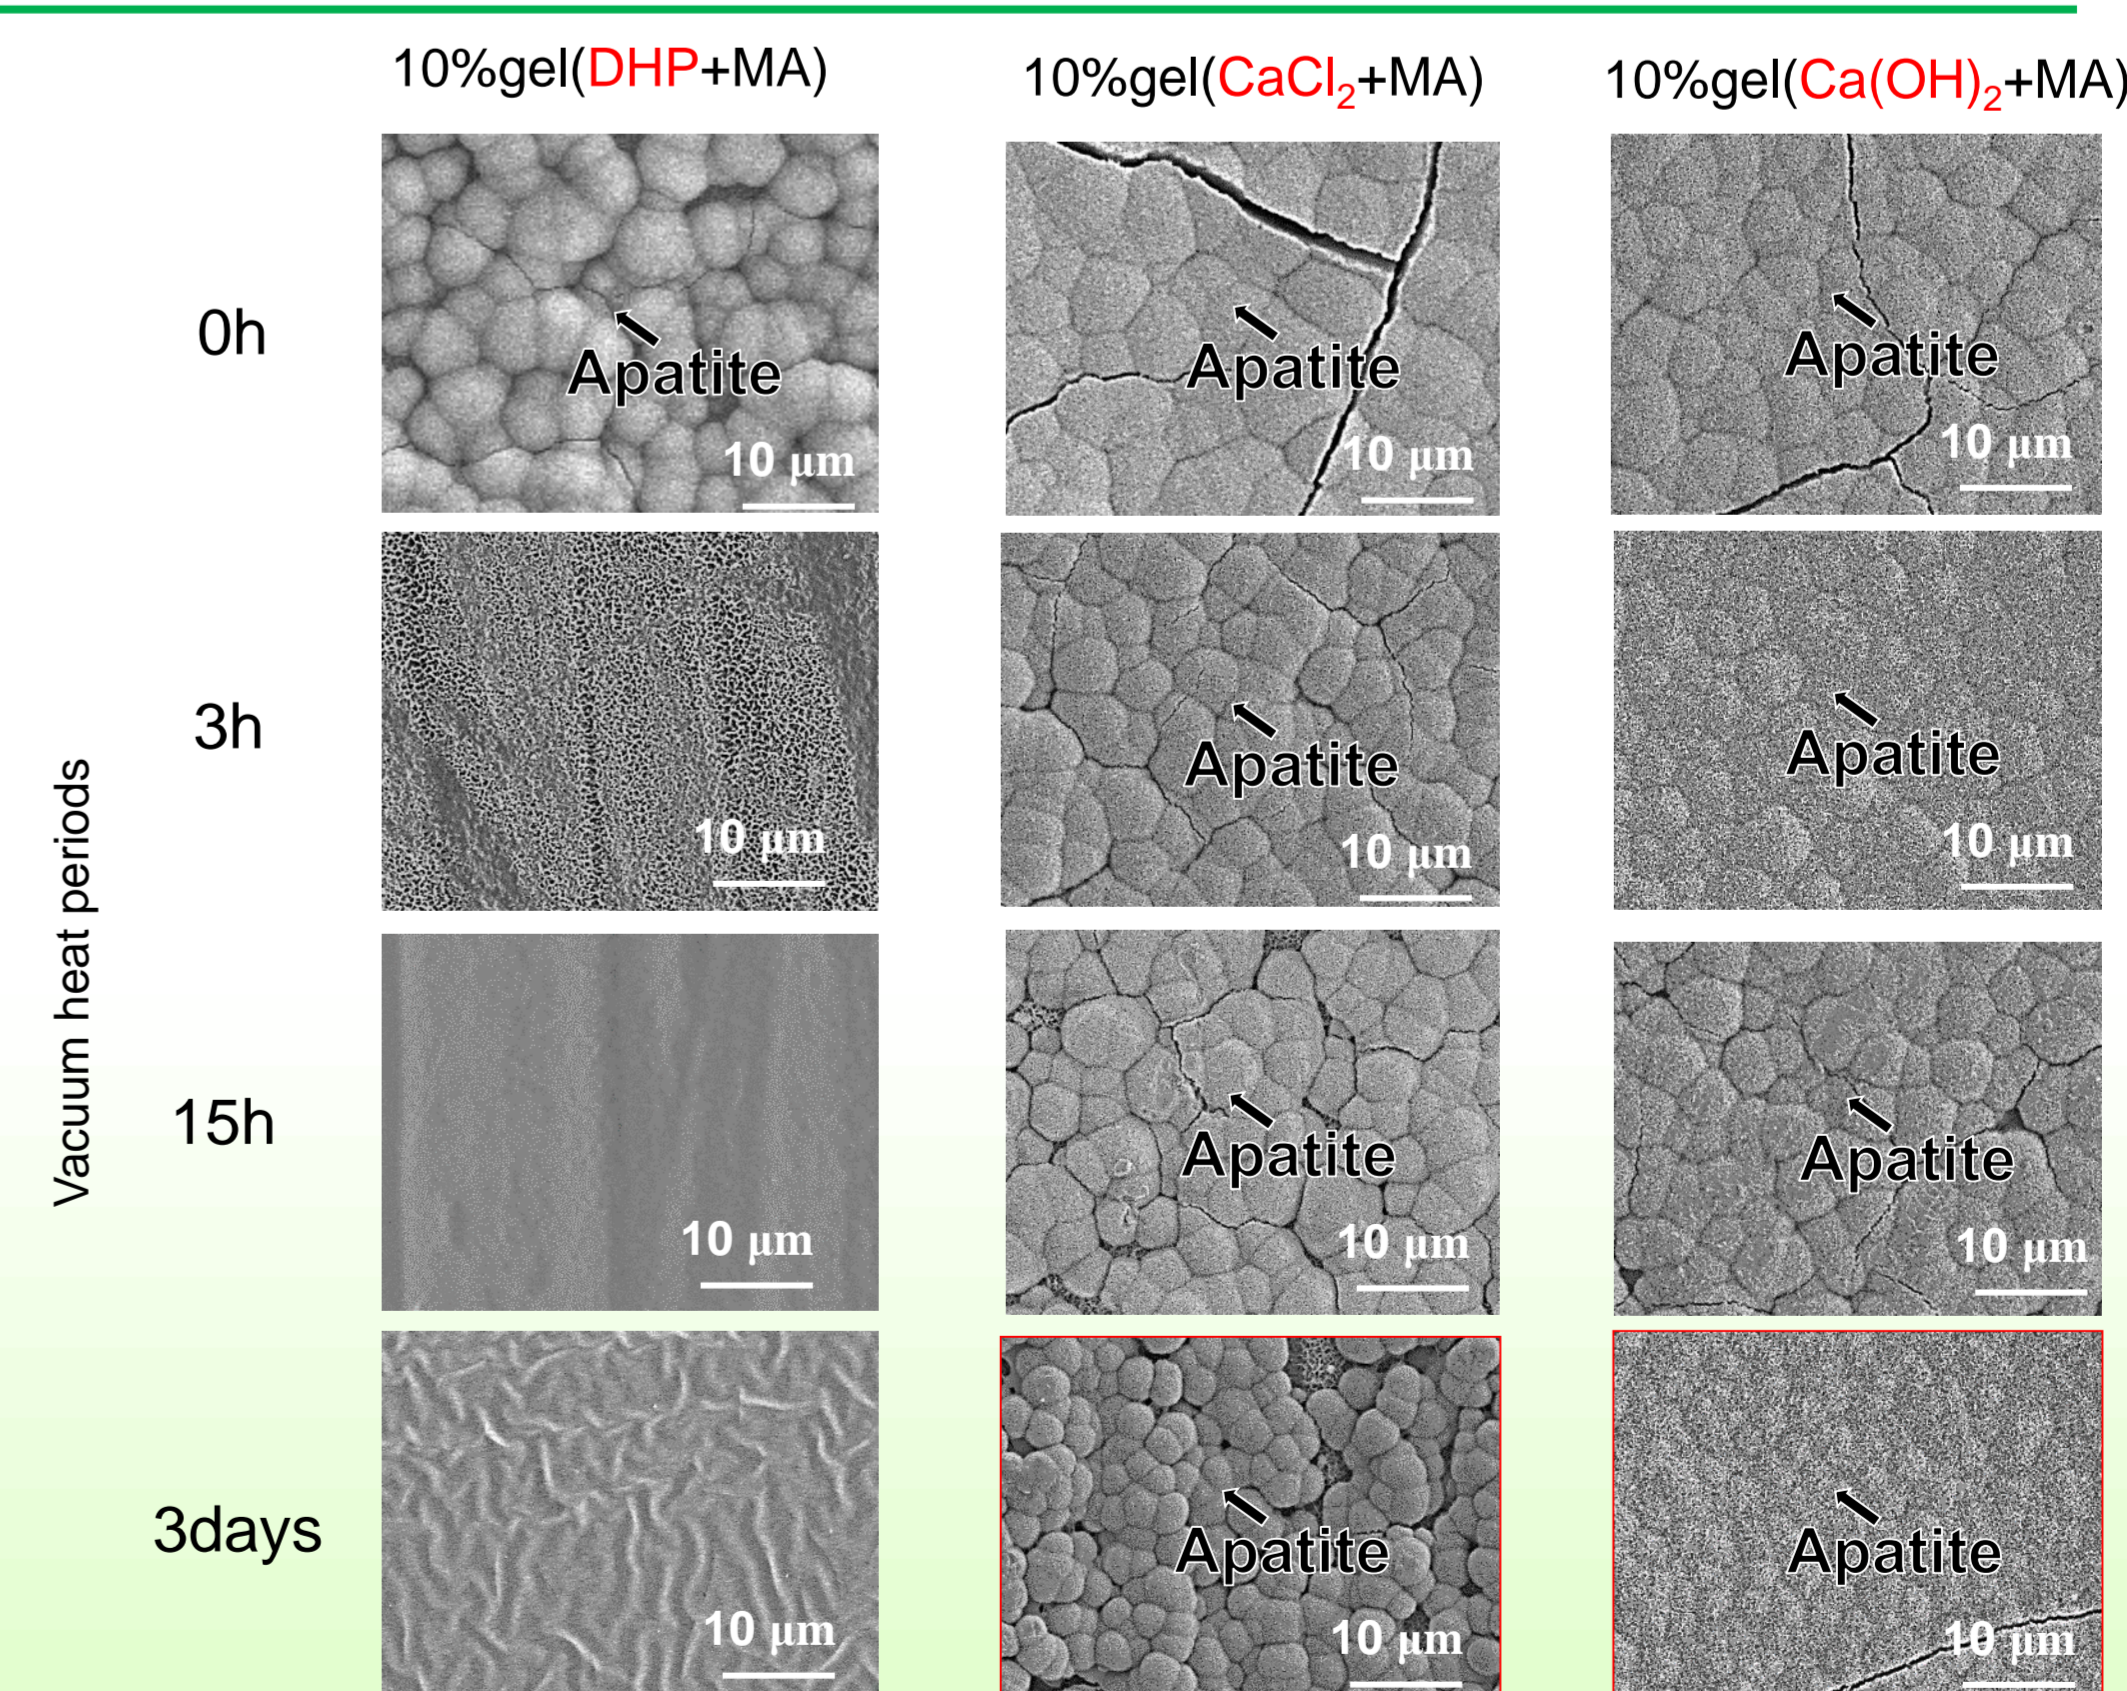 10%gel(DHP+MA)
10%gel(CaCl₂+MA)
10%gel(Ca(OH)₂+MA)
Vacuum heat periods
0h
Apatite
10 μm
Apatite
10 μm
Apatite
10 μm
3h
10 μm
Apatite
10 μm
Apatite
10 μm
15h
10 μm
Apatite
10 μm
Apatite
10 μm
3days
10 μm
Apatite
10 μm
Apatite
10 μm